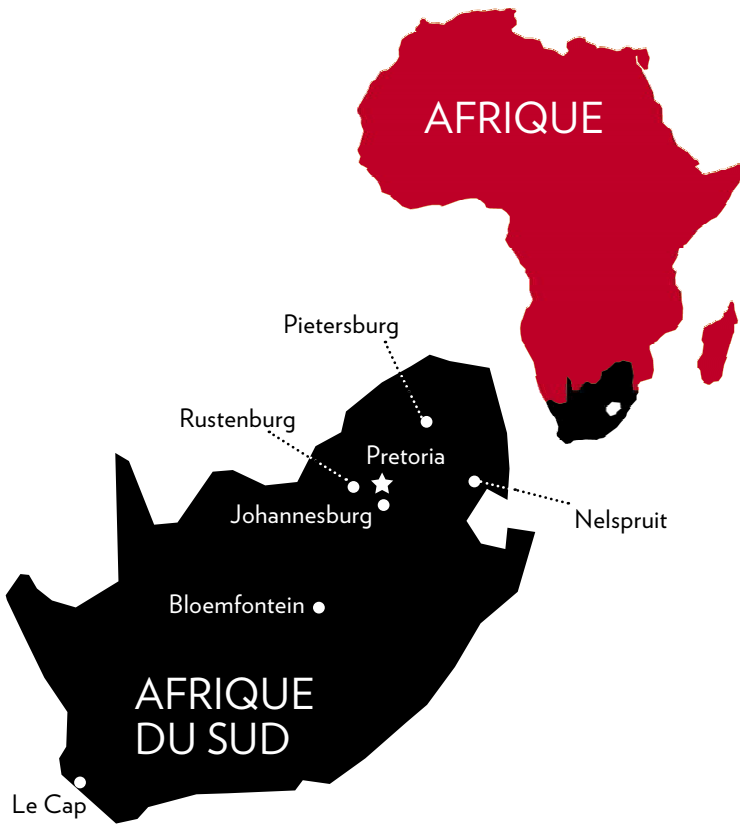 AFRIQUE
Pietersburg
Rustenburg
Pretoria
Johannesburg
Nelspruit
Bloemfontein
AFRIQUE
DU SUD
Le Cap